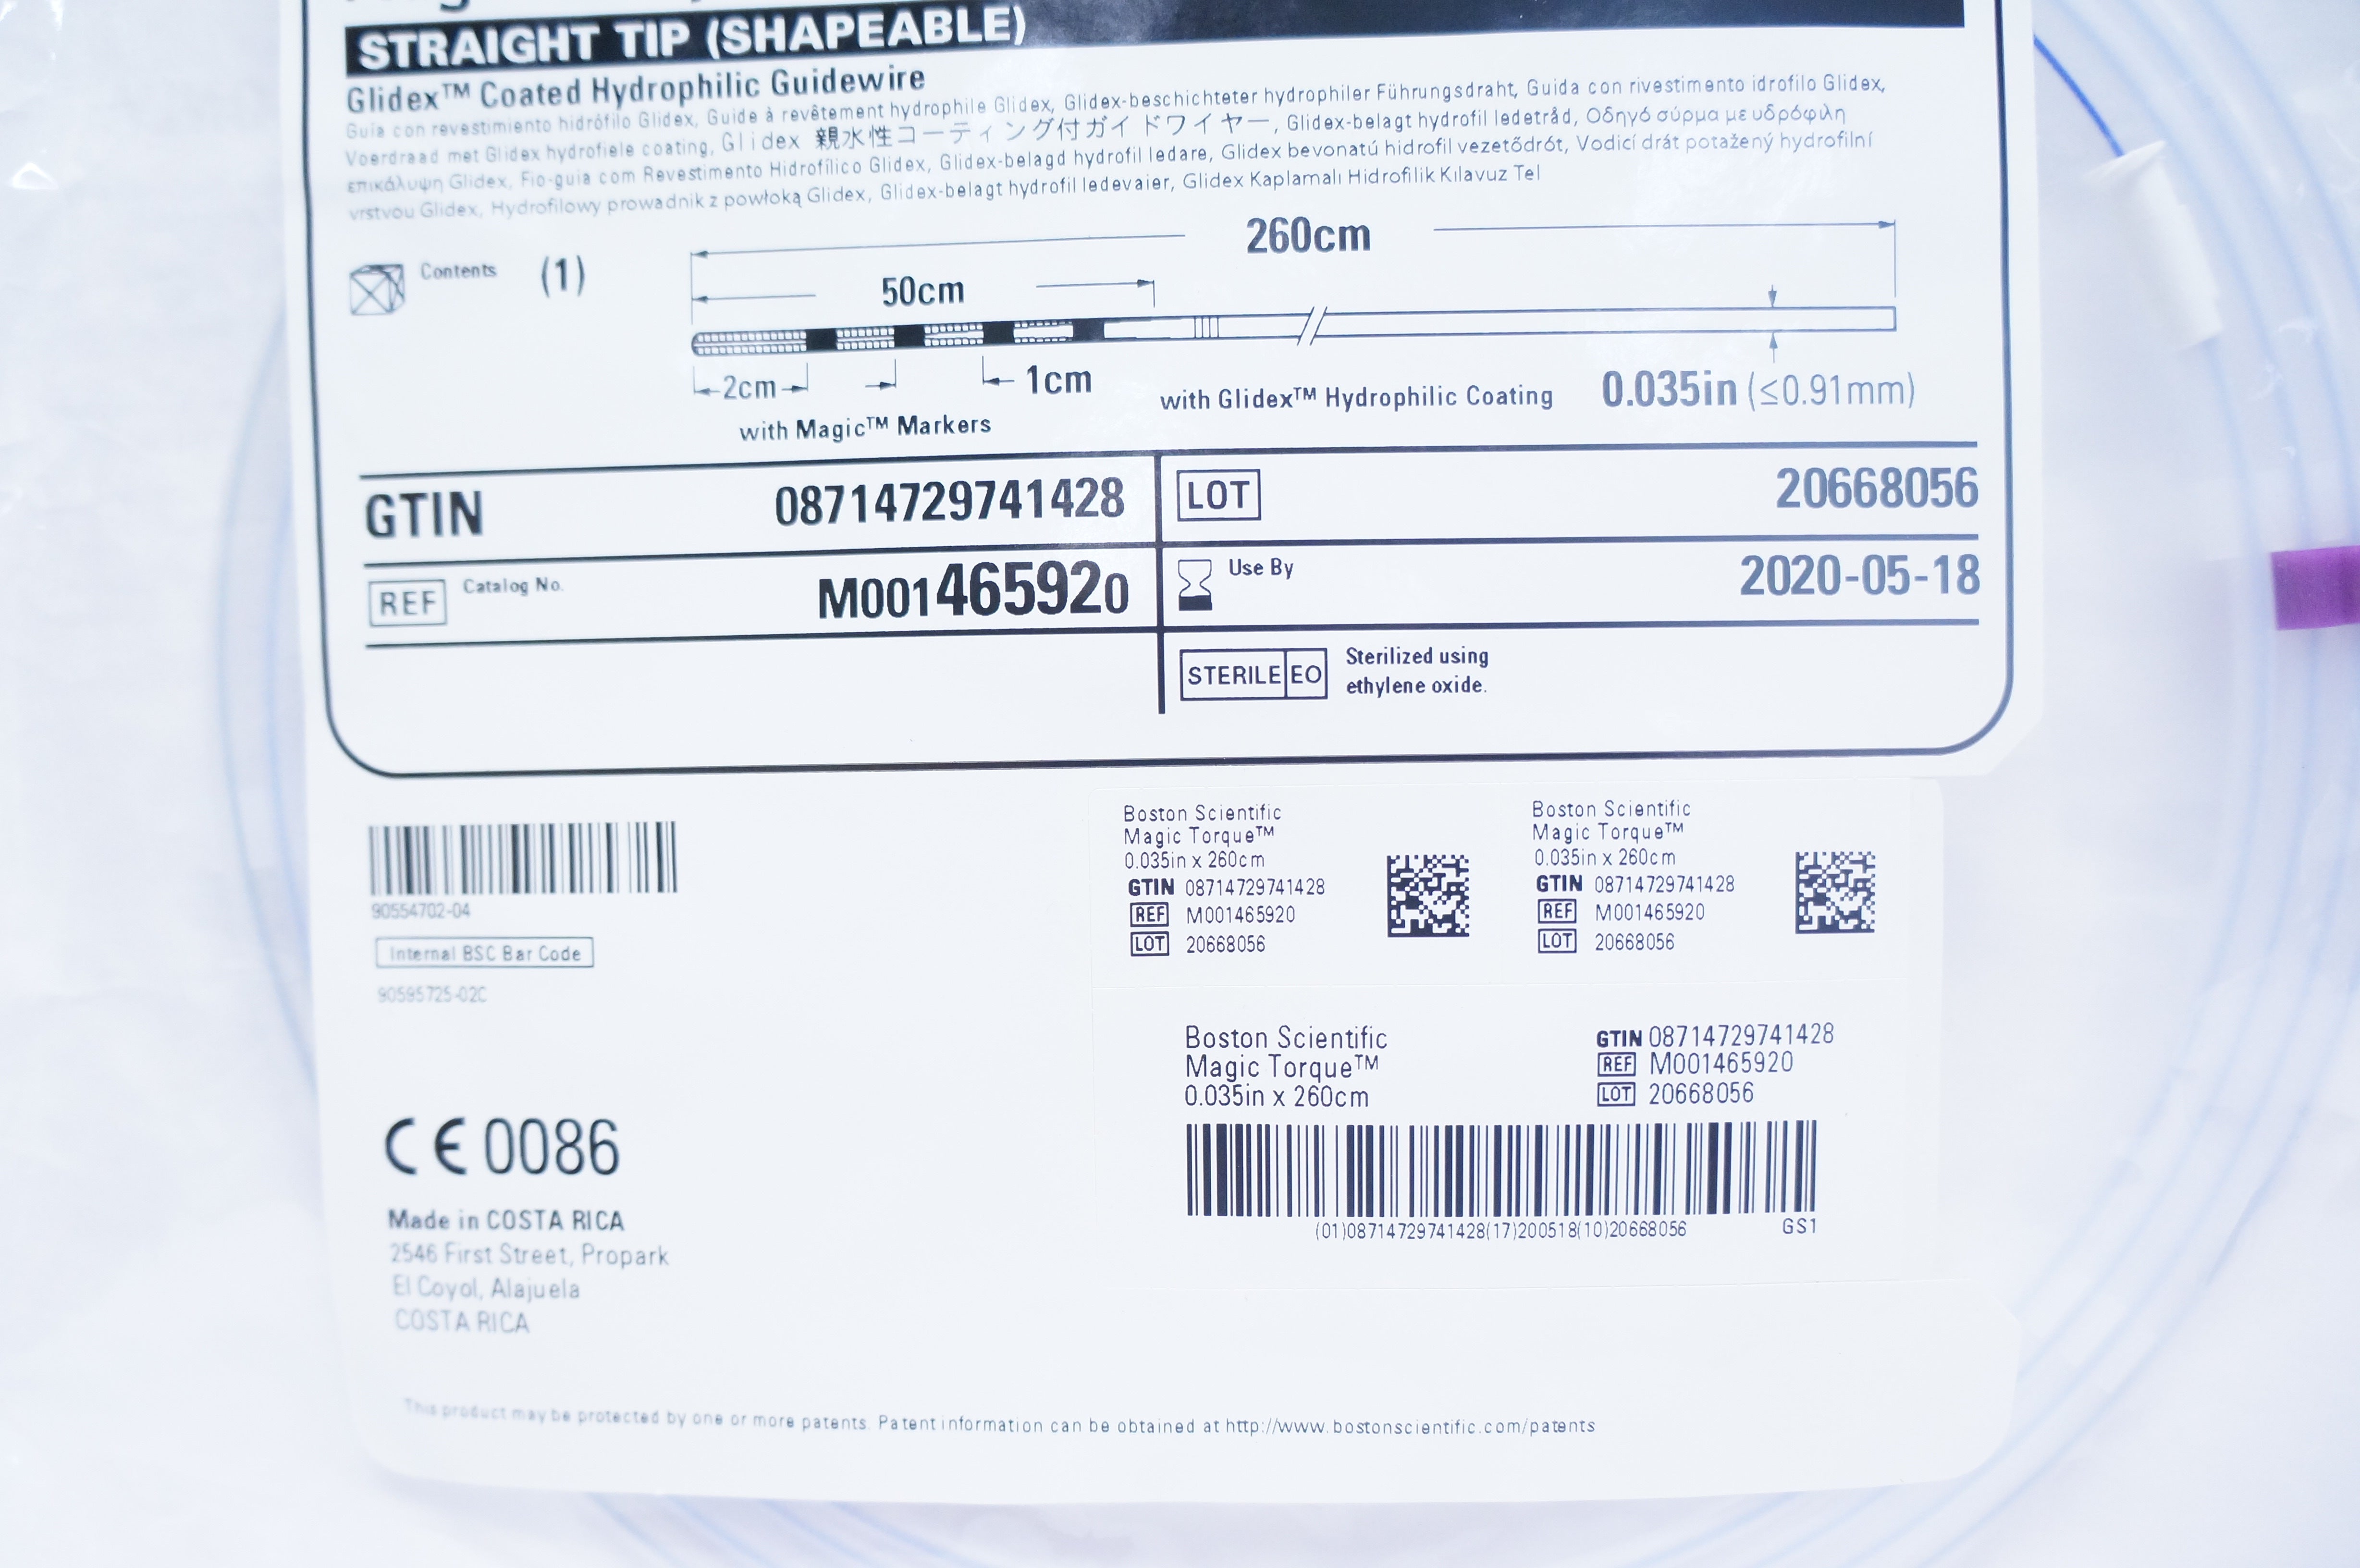 STRAIGHT TIP (SHAPEABLE)
Glidex™ Coated Hydrophilic Guidewire
Guía con revestimiento hidrófilo Glidex, Guide à revêtement hydrophile Glidex, Glidex-beschichteter hydrophiler Führungsdraht, Guida con rivestimento idrofilo Glidex,
Voerdraad met Glidex hydrofiele coating, Glidex 親水性コーティング付ガイドワイヤー, Glidex-belagt hydrofil ledetråd, Οδηγό σύρμα με υδρόφιλη
επικάλυψη Glidex, Fio-guia com Revestimento Hidrofílico Glidex, Glidex-belagd hydrofil ledare, Glidex bevonatú hidrofil vezetődrót, Vodicí drát potažený hydrofilní
vrstvou Glidex, Hydrofilowy prowadnik z powłoką Glidex, Glidex-belagt hydrofil ledevaier, Glidex Kaplamalı Hidrofilik Kılavuz Tel
260cm
Contents (1)
50cm
2cm
1cm
with Magic™ Markers
with Glidex™ Hydrophilic Coating
0.035in (≤0.91mm)
GTIN 08714729741428
LOT 20668056
REF Catalog No. M001465920
Use By 2020-05-18
STERILE EO Sterilized using
ethylene oxide.
90554702-04
Internal BSC Bar Code
90595725-02C
Boston Scientific
Magic Torque™
0.035in x 260cm
GTIN 08714729741428
REF M001465920
LOT 20668056
Boston Scientific
Magic Torque™
0.035in x 260cm
GTIN 08714729741428
REF M001465920
LOT 20668056
Boston Scientific
Magic Torque™
0.035in x 260cm
GTIN 08714729741428
REF M001465920
LOT 20668056
(01)08714729741428(17)200518(10)20668056
GS1
CE 0086
Made in COSTA RICA
2546 First Street, Propark
El Coyol, Alajuela
COSTA RICA
This product may be protected by one or more patents. Patent information can be obtained at http://www.bostonscientific.com/patents